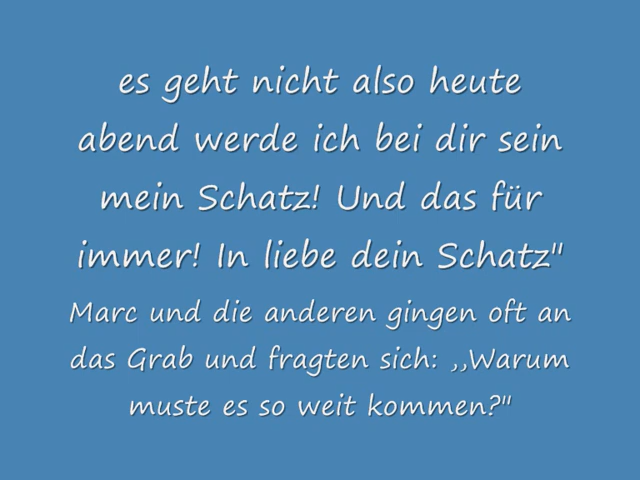 es geht nicht also heute
abend werde ich bei dir sein
mein Schatz! Und das für
immer! In liebe dein Schatz"
Marc und die anderen gingen oft an
das Grab und fragten sich: ,,Warum
muste es so weit kommen?"